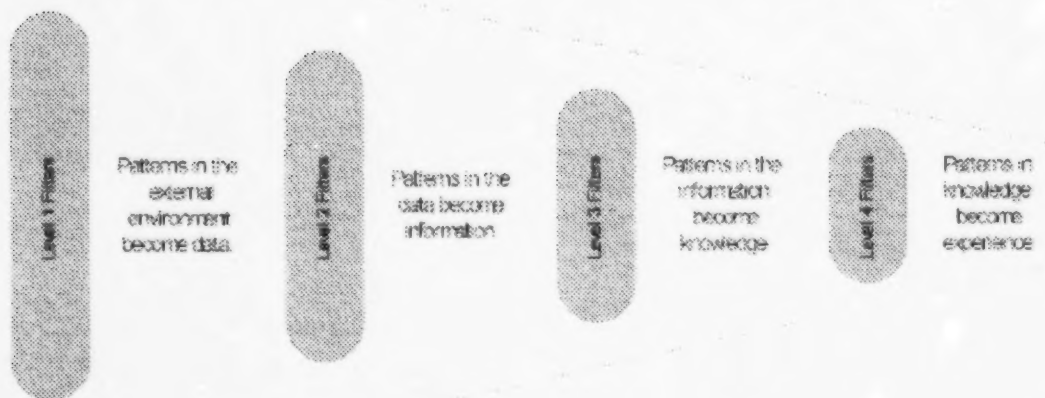 Level 1 Filters
Patterns in the
external
environment
become data.
Level 2 Filters
Patterns in the
data become
information
Level 3 Filters
Patterns in the
information
become
knowledge
Level 4 Filters
Patterns in
knowledge
become
experience